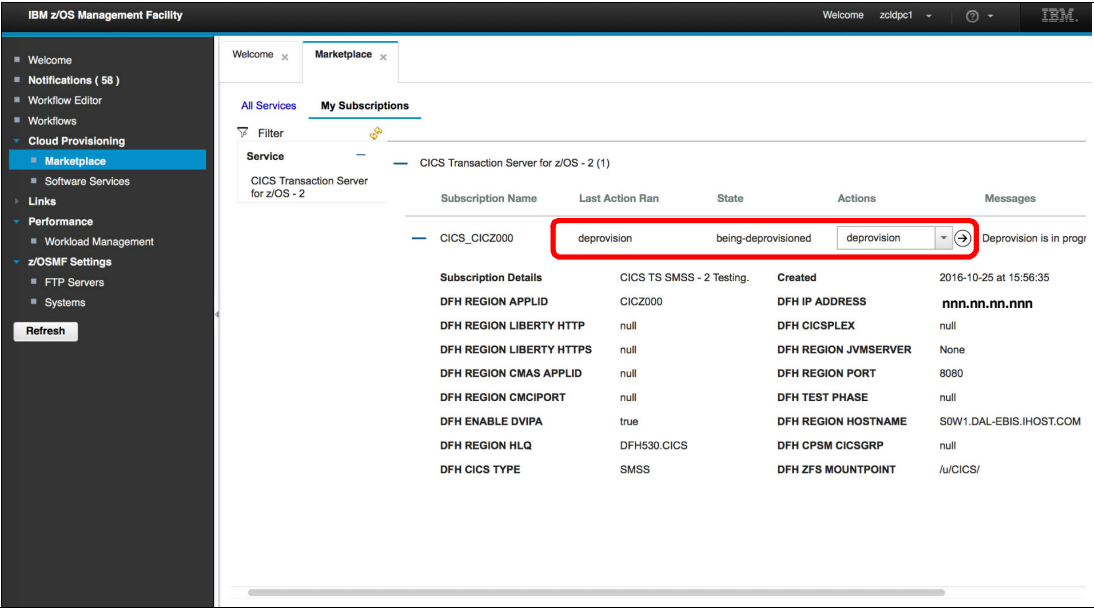 IBM z/OS Management Facility
Welcome zcldpc1
IBM.
Welcome
Notifications ( 58 )
Workflow Editor
Workflows
Cloud Provisioning
Marketplace
Software Services
Links
Performance
Workload Management
z/OSMF Settings
FTP Servers
Systems
Refresh
Welcome x Marketplace x
All Services My Subscriptions
Filter
Service
CICS Transaction Server
for z/OS - 2
CICS Transaction Server for z/OS - 2 (1)
Subscription Name Last Action Ran State Actions Messages
CICS_CICZ000 deprovision being-deprovisioned deprovision Deprovision is in progr
Subscription Details CICS TS SMSS - 2 Testing. Created 2016-10-25 at 15:56:35
DFH REGION APPLID CICZ000 DFH IP ADDRESS nnn.nn.nn.nnn
DFH REGION LIBERTY HTTP null DFH CICSPLEX null
DFH REGION LIBERTY HTTPS null DFH REGION JVMSERVER None
DFH REGION CMAS APPLID null DFH REGION PORT 8080
DFH REGION CMCIPORT null DFH TEST PHASE null
DFH ENABLE DVIPA true DFH REGION HOSTNAME S0W1.DAL-EBIS.IHOST.COM
DFH REGION HLQ DFH530.CICS DFH CPSM CICSGRP null
DFH CICS TYPE SMSS DFH ZFS MOUNTPOINT /u/CICS/